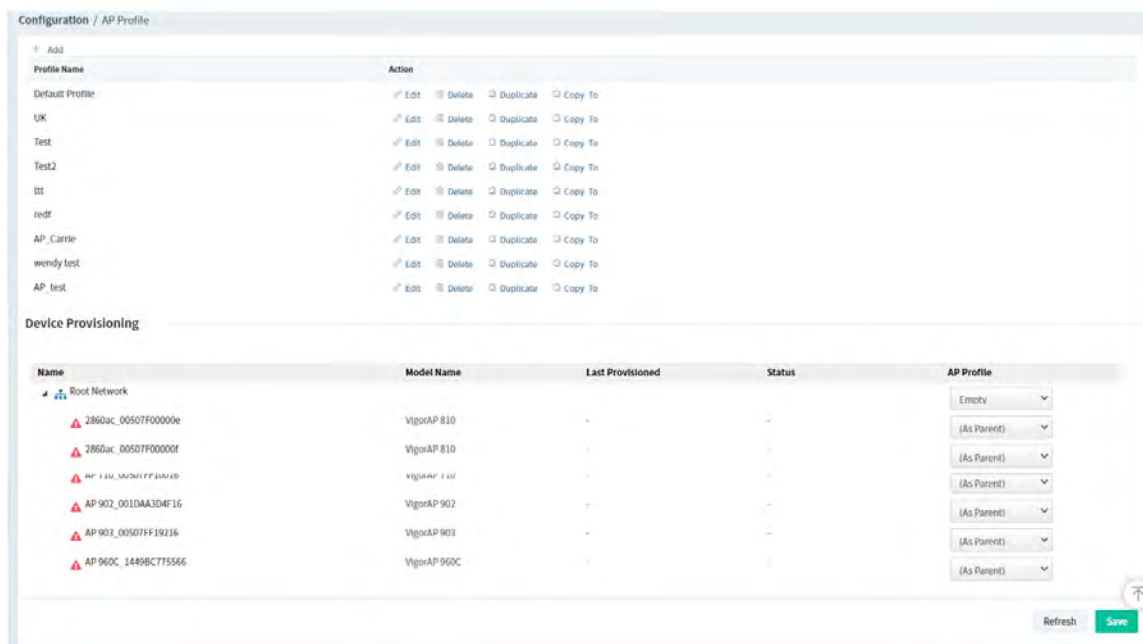 Configuration / AP Profile
+ Add
Profile Name Action
Default Profile Edit Delete Duplicate Copy To
UK Edit Delete Duplicate Copy To
Test Edit Delete Duplicate Copy To
Test2 Edit Delete Duplicate Copy To
ttt Edit Delete Duplicate Copy To
redf Edit Delete Duplicate Copy To
AP_Carrie Edit Delete Duplicate Copy To
wendy test Edit Delete Duplicate Copy To
AP_test Edit Delete Duplicate Copy To
Device Provisioning
Name Model Name Last Provisioned Status AP Profile
Root Network Empty
2860ac_00507F00000e VigorAP 810 - - (As Parent)
2860ac_00507F00000f VigorAP 810 - - (As Parent)
(As Parent)
AP 902_001DAA3D4F16 VigorAP 902 - - (As Parent)
AP 903_00507FF19216 VigorAP 903 - - (As Parent)
AP 960C_1449BC775566 VigorAP 960C - - (As Parent)
Refresh Save